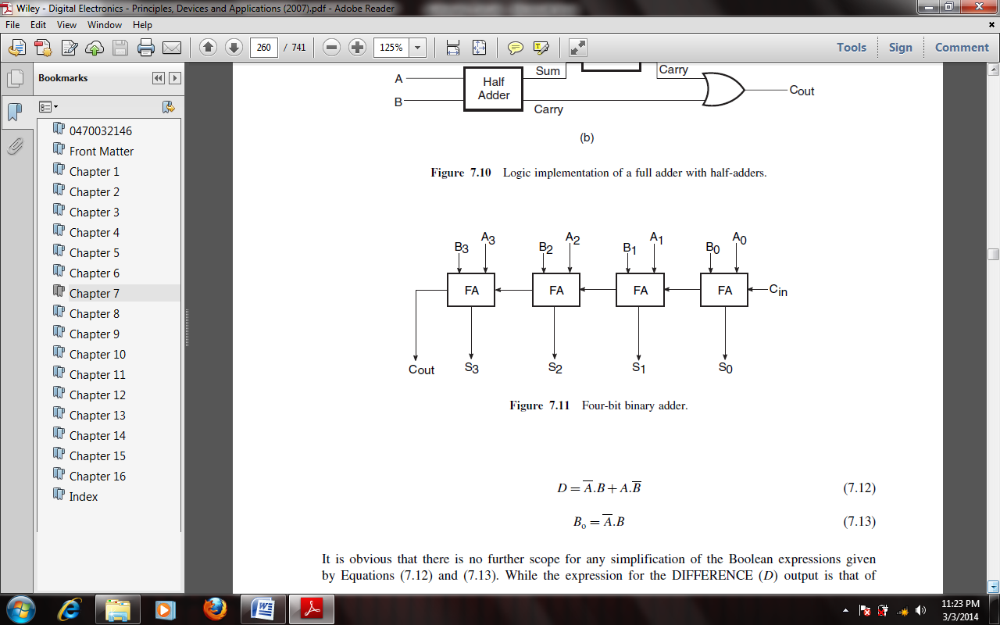 Wiley - Digital Electronics - Principles, Devices and Applications (2007).pdf - Adobe Reader
File Edit View Window Help
260 / 741 125% Tools Sign Comment
Bookmarks
0470032146
Front Matter
Chapter 1
Chapter 2
Chapter 3
Chapter 4
Chapter 5
Chapter 6
Chapter 7
Chapter 8
Chapter 9
Chapter 10
Chapter 11
Chapter 12
Chapter 13
Chapter 14
Chapter 15
Chapter 16
Index
A Half Adder Sum Carry
B Carry Cout
(b)
Figure 7.10 Logic implementation of a full adder with half-adders.
B3 A3 B2 A2 B1 A1 B0 A0
FA FA FA FA Cin
Cout S3 S2 S1 S0
Figure 7.11 Four-bit binary adder.
D = A̅.B + A.B̅ (7.12)
Bo = A̅.B (7.13)
It is obvious that there is no further scope for any simplification of the Boolean expressions given
by Equations (7.12) and (7.13). While the expression for the DIFFERENCE (D) output is that of
11:23 PM
3/3/2014